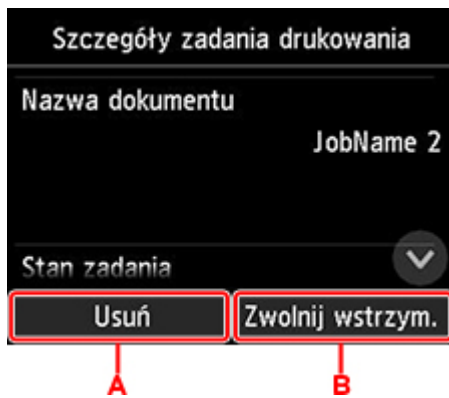 Szczegóły zadania drukowania
Nazwa dokumentu
JobName 2
Stan zadania
Usuń
Zwolnij wstrzym.
A
B